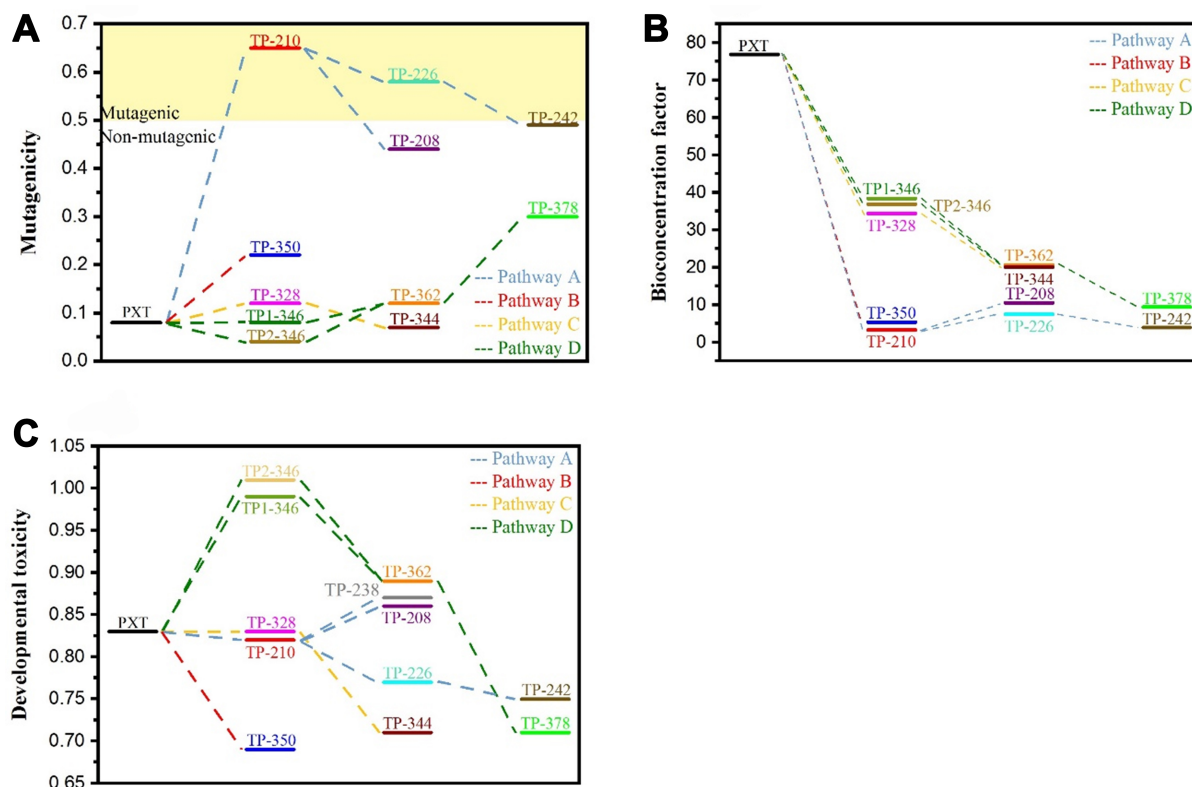 A
Mutagenicity
0.7
0.6
0.5
0.4
0.3
0.2
0.1
0.0
Mutagenic
Non-mutagenic
PXT
TP-210
TP-226
TP-242
TP-208
TP-378
TP-350
TP-328
TP-362
TP1-346
TP-344
TP2-346
Pathway A
Pathway B
Pathway C
Pathway D
B
Bioconcentration factor
80
70
60
50
40
30
20
10
0
PXT
Pathway A
Pathway B
Pathway C
Pathway D
TP1-346
TP2-346
TP-328
TP-362
TP-344
TP-208
TP-378
TP-350
TP-226
TP-242
TP-210
C
Developmental toxicity
1.05
1.00
0.95
0.90
0.85
0.80
0.75
0.70
0.65
Pathway A
Pathway B
Pathway C
Pathway D
TP2-346
TP1-346
TP-362
TP-238
TP-208
PXT
TP-328
TP-210
TP-226
TP-242
TP-344
TP-378
TP-350